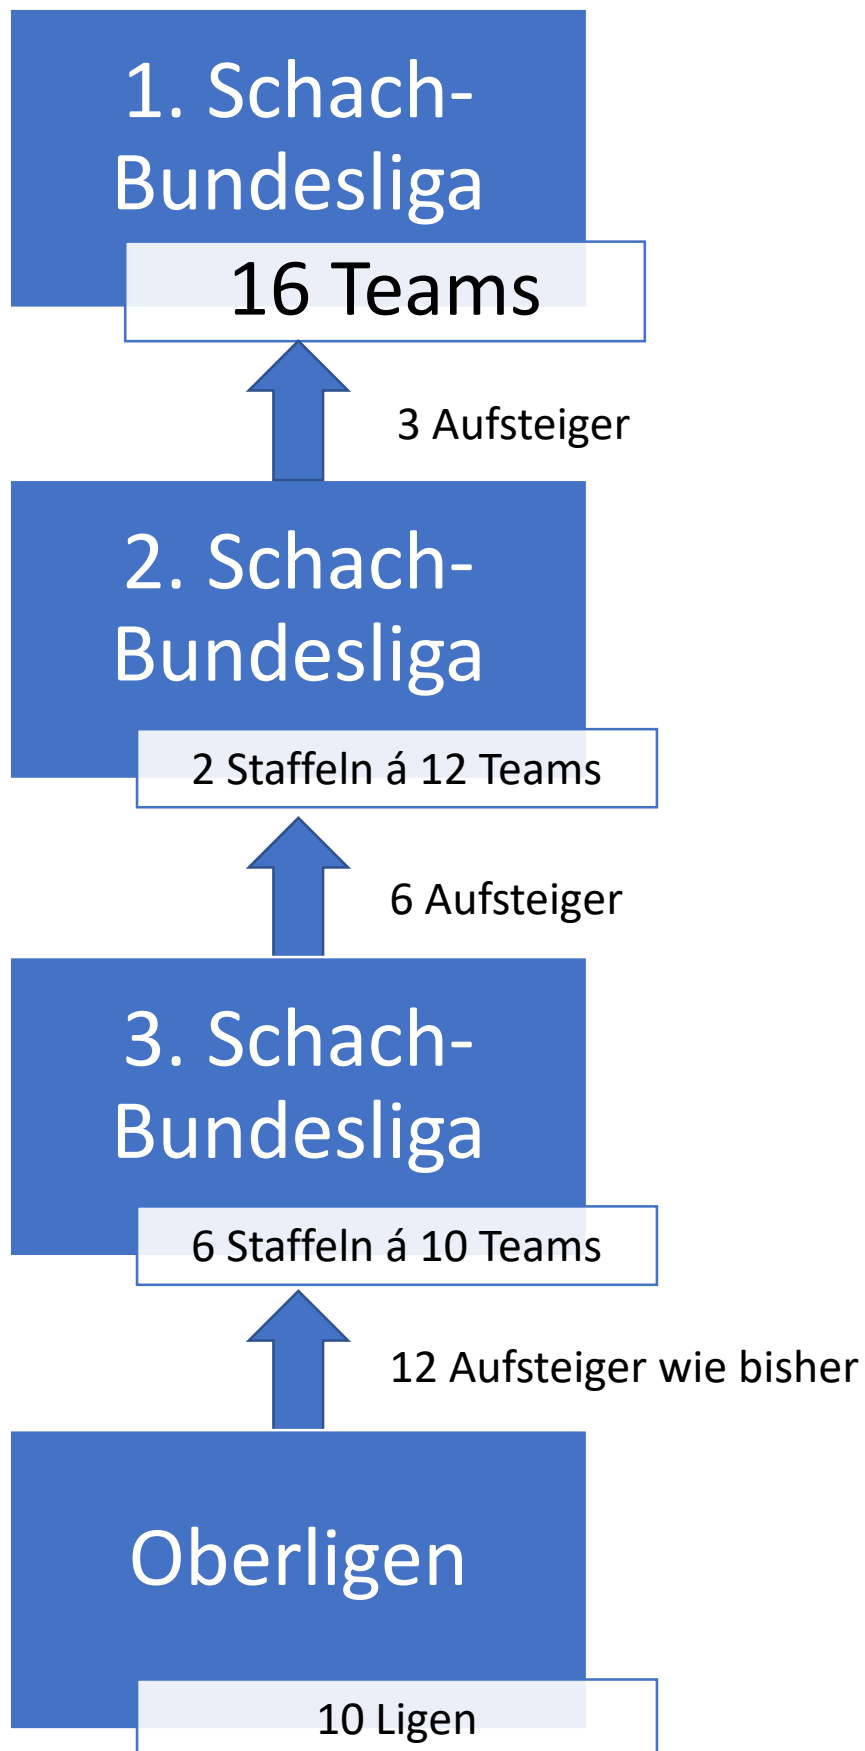 1. Schach-
Bundesliga
16 Teams
3 Aufsteiger
2. Schach-
Bundesliga
2 Staffeln á 12 Teams
6 Aufsteiger
3. Schach-
Bundesliga
6 Staffeln á 10 Teams
12 Aufsteiger wie bisher
Oberligen
10 Ligen